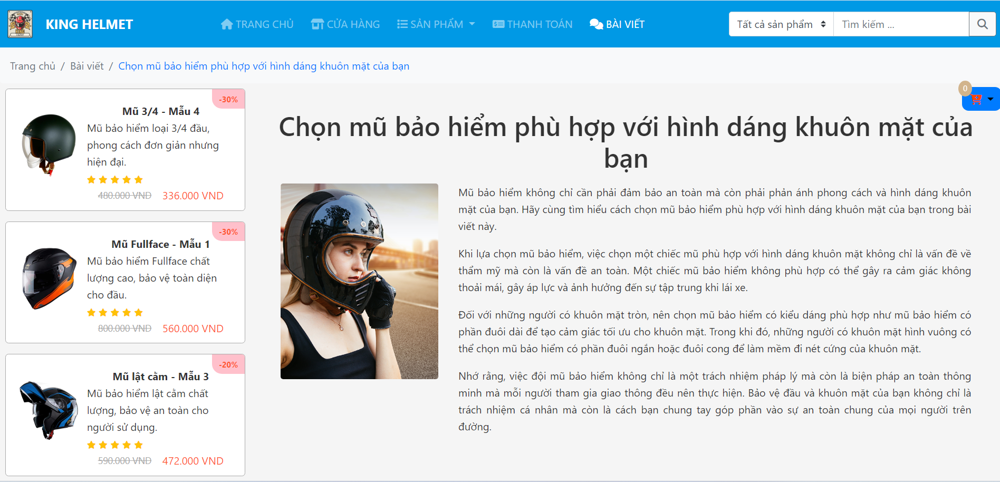 KING HELMET
TRANG CHỦ
CỬA HÀNG
SẢN PHẨM
THANH TOÁN
BÀI VIẾT
Tất cả sản phẩm
Tìm kiếm ...
Trang chủ / Bài viết / Chọn mũ bảo hiểm phù hợp với hình dáng khuôn mặt của bạn
0
-30%
Mũ 3/4 - Mẫu 4
Mũ bảo hiểm loại 3/4 đầu,
phong cách đơn giản nhưng
hiện đại.
480.000 VND 336.000 VND
-30%
Mũ Fullface - Mẫu 1
Mũ bảo hiểm Fullface chất
lượng cao, bảo vệ toàn diện
cho đầu.
800.000 VND 560.000 VND
-20%
Mũ lật cằm - Mẫu 3
Mũ bảo hiểm lật cằm chất
lượng, bảo vệ an toàn cho
người sử dụng.
590.000 VND 472.000 VND
Chọn mũ bảo hiểm phù hợp với hình dáng khuôn mặt của
bạn
Mũ bảo hiểm không chỉ cần phải đảm bảo an toàn mà còn phải phản ánh phong cách và hình dáng khuôn
mặt của bạn. Hãy cùng tìm hiểu cách chọn mũ bảo hiểm phù hợp với hình dáng khuôn mặt của bạn trong bài
viết này.
Khi lựa chọn mũ bảo hiểm, việc chọn một chiếc mũ phù hợp với hình dáng khuôn mặt không chỉ là vấn đề về
thẩm mỹ mà còn là vấn đề an toàn. Một chiếc mũ bảo hiểm không phù hợp có thể gây ra cảm giác không
thoải mái, gây áp lực và ảnh hưởng đến sự tập trung khi lái xe.
Đối với những người có khuôn mặt tròn, nên chọn mũ bảo hiểm có kiểu dáng phù hợp như mũ bảo hiểm có
phần đuôi dài để tạo cảm giác tối ưu cho khuôn mặt. Trong khi đó, những người có khuôn mặt hình vuông có
thể chọn mũ bảo hiểm có phần đuôi ngắn hoặc đuôi cong để làm mềm đi nét cứng của khuôn mặt.
Nhớ rằng, việc đội mũ bảo hiểm không chỉ là một trách nhiệm pháp lý mà còn là biện pháp an toàn thông
minh mà mỗi người tham gia giao thông đều nên thực hiện. Bảo vệ đầu và khuôn mặt của bạn không chỉ là
trách nhiệm cá nhân mà còn là cách bạn chung tay góp phần vào sự an toàn chung của mọi người trên
đường.